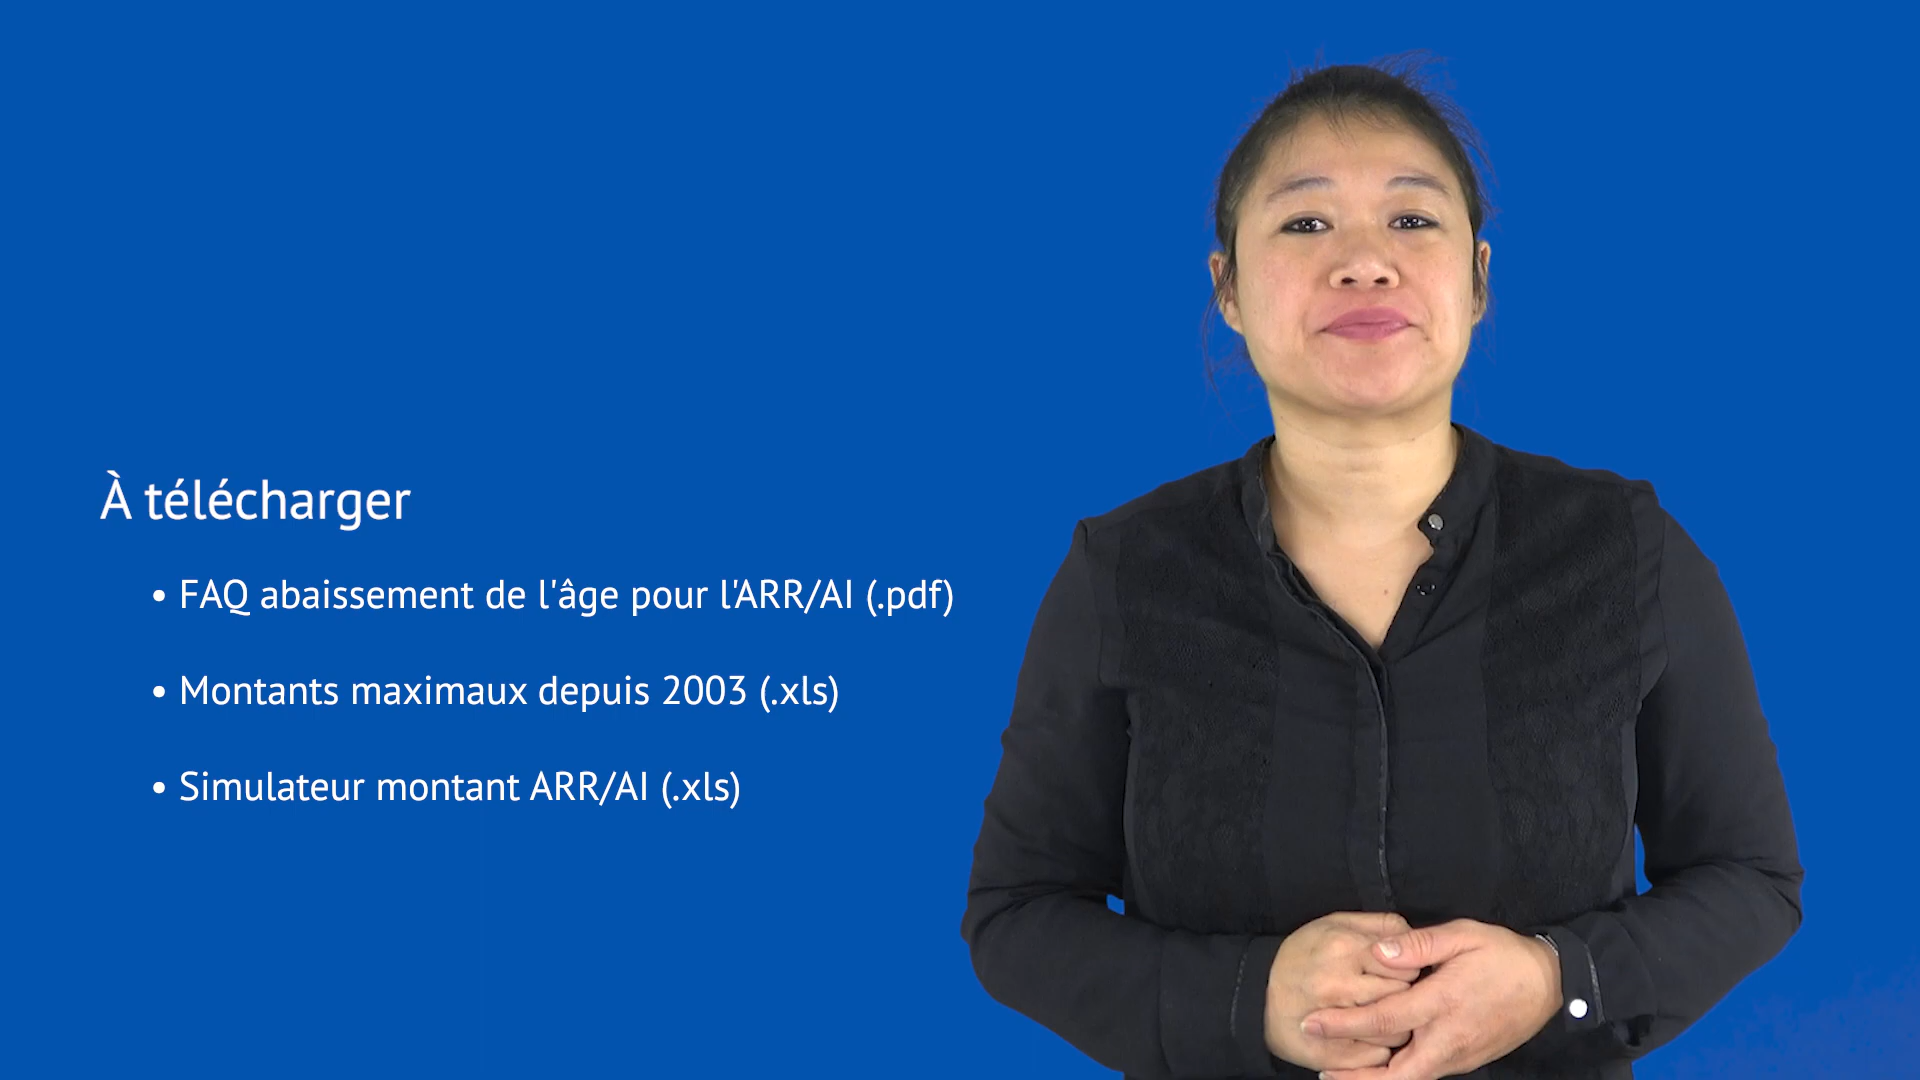 À télécharger
• FAQ abaissement de l'âge pour l'ARR/AI (.pdf)
• Montants maximaux depuis 2003 (.xls)
• Simulateur montant ARR/AI (.xls)